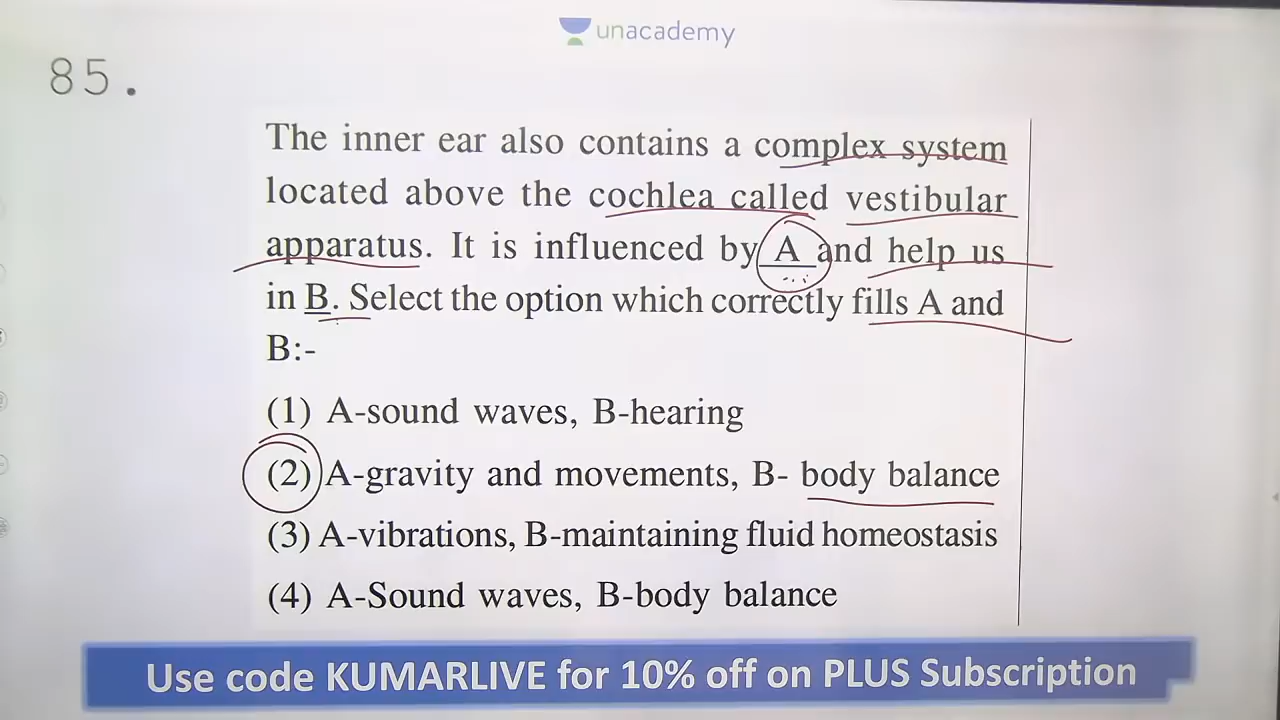 unacademy
85.
The inner ear also contains a complex system
located above the cochlea called vestibular
apparatus. It is influenced by A and help us
in B. Select the option which correctly fills A and
B:-
(1) A-sound waves, B-hearing
(2) A-gravity and movements, B- body balance
(3) A-vibrations, B-maintaining fluid homeostasis
(4) A-Sound waves, B-body balance
Use code KUMARLIVE for 10% off on PLUS Subscription